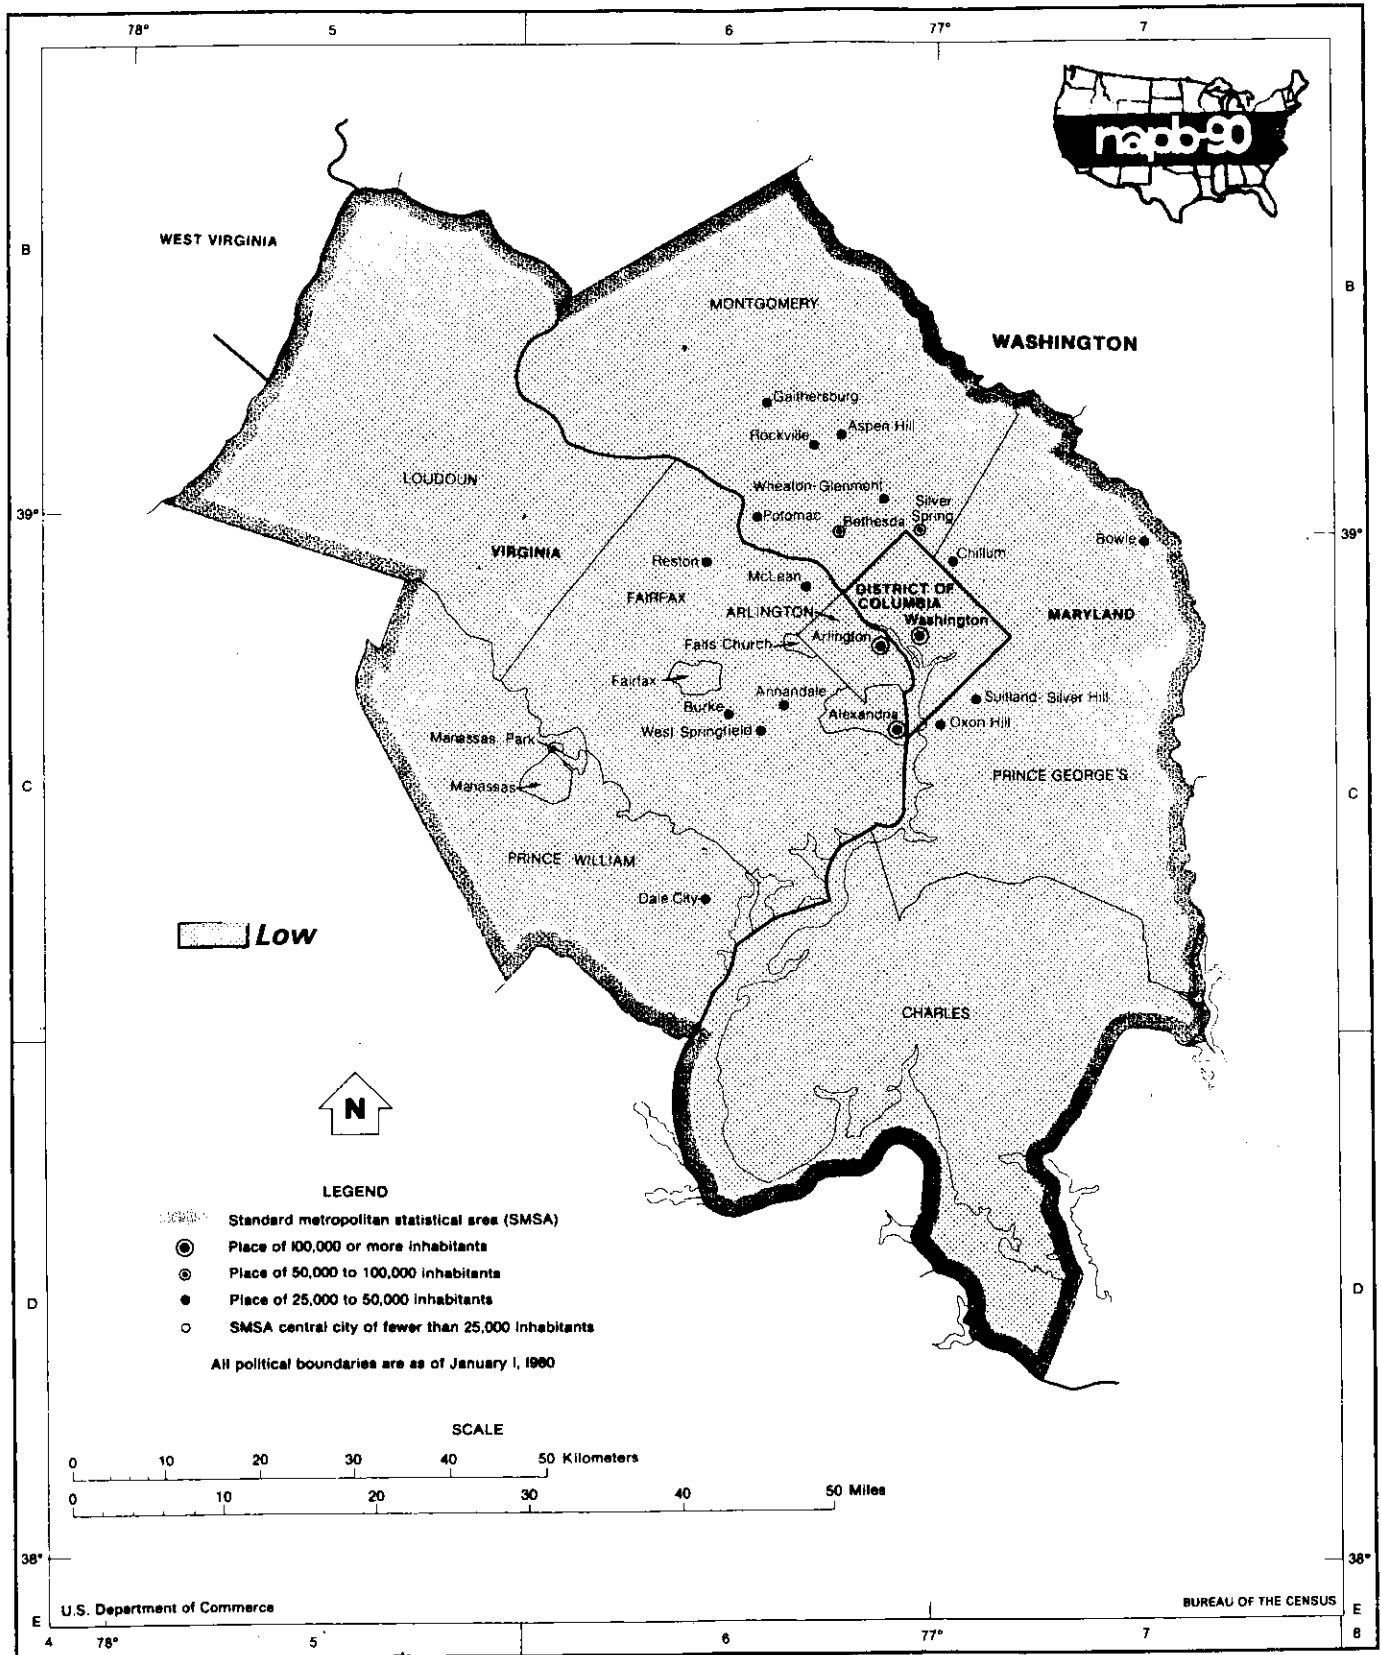 78° 5 6 77° 7
napb-90
WEST VIRGINIA
B
B
MONTGOMERY
WASHINGTON
Gaithersburg
Aspen Hill
Rockville
LOUDOUN
Wheaton-Glenmont
Silver
Spring
39°
Potomac
Bethesda
39°
Bowie
VIRGINIA
Chillum
Reston
McLean
DISTRICT OF
COLUMBIA
FAIRFAX
ARLINGTON
MARYLAND
Washington
Arlington
Falls Church
Fairfax
Annandale
Suitland-Silver Hill
Burke
Alexandria
Oxon Hill
West Springfield
Manassas Park
PRINCE GEORGE'S
Manassas
C
C
PRINCE WILLIAM
Dale City
Low
CHARLES
N
LEGEND
Standard metropolitan statistical area (SMSA)
Place of 100,000 or more inhabitants
Place of 50,000 to 100,000 inhabitants
Place of 25,000 to 50,000 inhabitants
SMSA central city of fewer than 25,000 inhabitants
D
D
All political boundaries are as of January 1, 1980
SCALE
0 10 20 30 40 50 Kilometers
0 10 20 30 40 50 Miles
38°
38°
U.S. Department of Commerce
BUREAU OF THE CENSUS
E
E
4 78° 5 6 77° 7 8